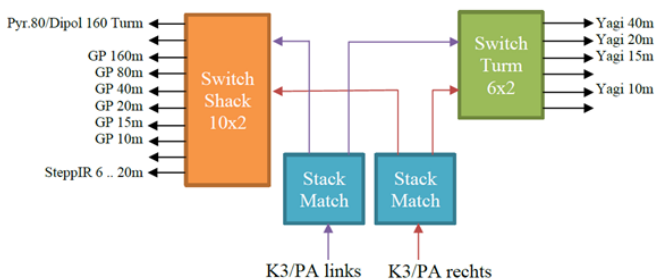 Pyr.80/Dipol 160 Turm
GP 160m
GP 80m
GP 40m
GP 20m
GP 15m
GP 10m
SteppIR 6 .. 20m
Switch
Shack
10x2
Stack
Match
Stack
Match
Switch
Turm
6x2
Yagi 40m
Yagi 20m
Yagi 15m
Yagi 10m
K3/PA links
K3/PA rechts